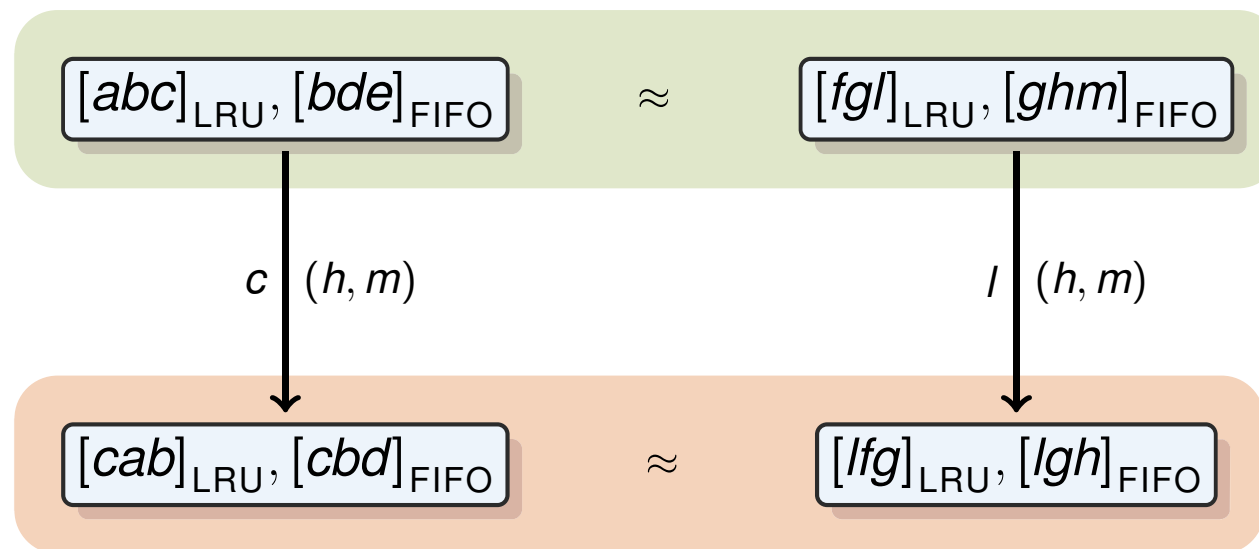 [abc]LRU, [bde]FIFO ≈ [fgl]LRU, [ghm]FIFO
c (h, m) l (h, m)
[cab]LRU, [cbd]FIFO ≈ [lfg]LRU, [lgh]FIFO